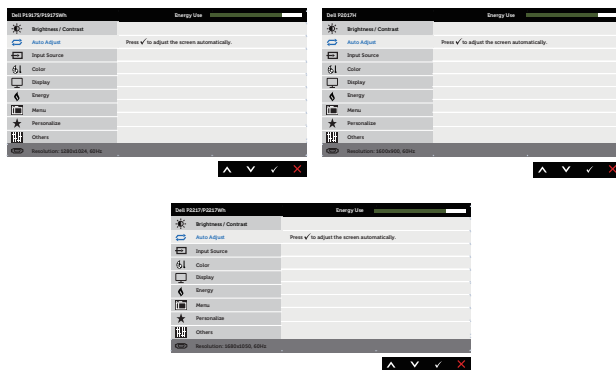 Dell P1917S/P1917SWh Energy Use
Brightness / Contrast
Auto Adjust Press ✓ to adjust the screen automatically.
Input Source
Color
Display
Energy
Menu
Personalize
Others
Resolution: 1280x1024, 60Hz
Dell P2017H Energy Use
Brightness / Contrast
Auto Adjust Press ✓ to adjust the screen automatically.
Input Source
Color
Display
Energy
Menu
Personalize
Others
Resolution: 1600x900, 60Hz
Dell P2217/P2217Wh Energy Use
Brightness / Contrast
Auto Adjust Press ✓ to adjust the screen automatically.
Input Source
Color
Display
Energy
Menu
Personalize
Others
Resolution: 1680x1050, 60Hz